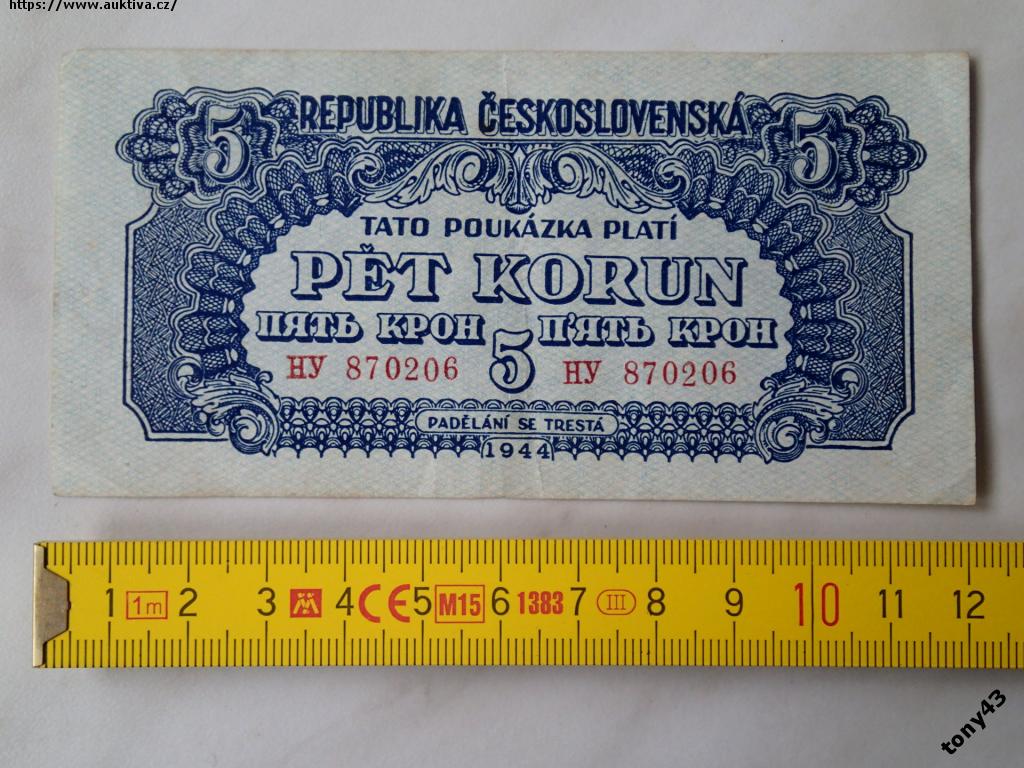 https://www.auktiva.cz/
5 REPUBLIKA ČESKOSLOVENSKÁ 5
TATO POUKÁZKA PLATÍ
PĚT KORUN
ПЯТЬ КРОН 5 П'ЯТЬ КРОН
НУ 870206 НУ 870206
PADĚLÁNÍ SE TRESTÁ
1944
1 1m 2 3 M 4 CE 5 M15 6 1383 7 III 8 9 10 11 12
tony43